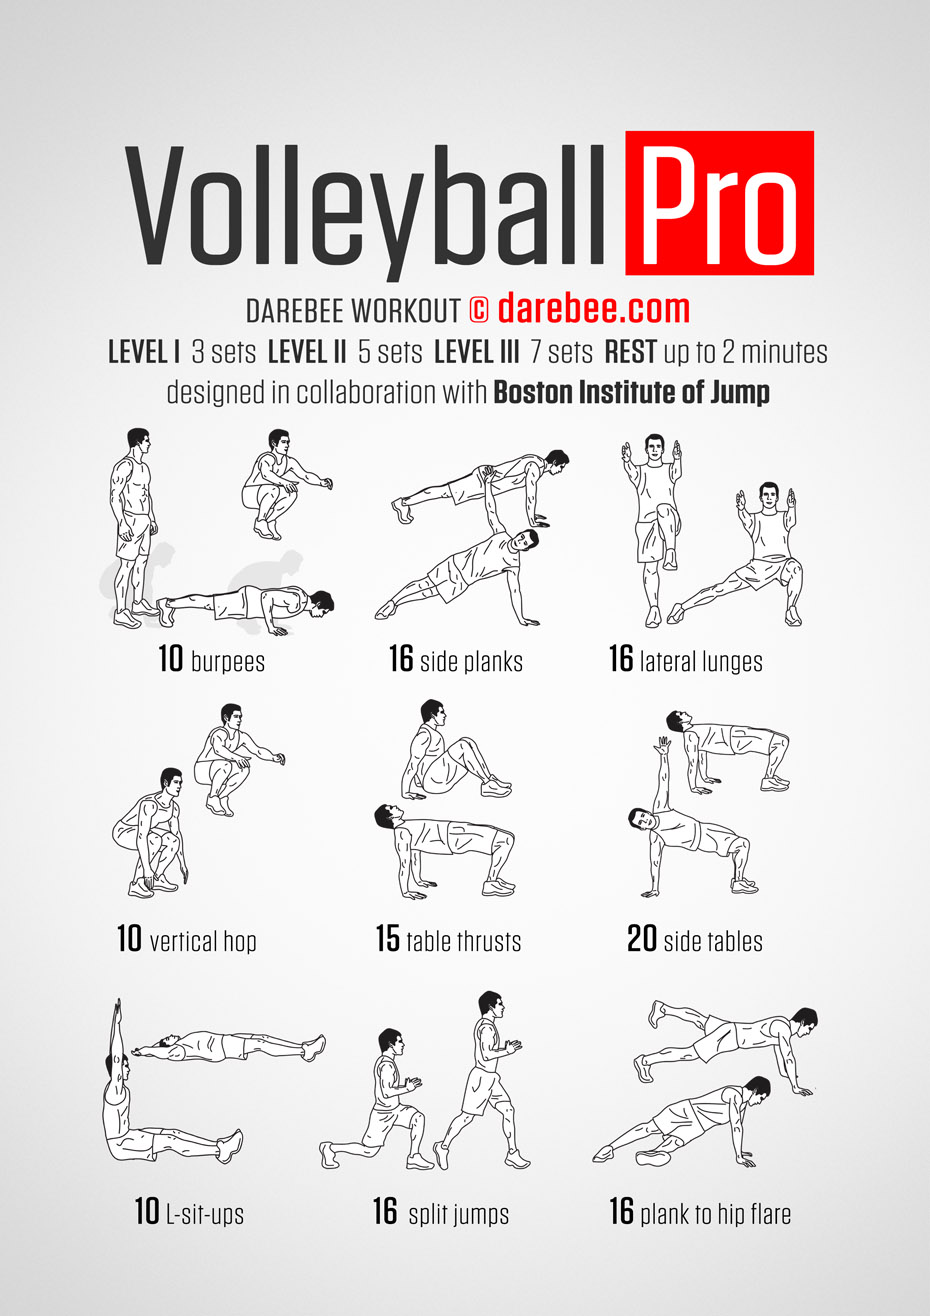 Volleyball Pro
DAREBEE WORKOUT © darebee.com
LEVEL I 3 sets LEVEL II 5 sets LEVEL III 7 sets REST up to 2 minutes
designed in collaboration with Boston Institute of Jump
10 burpees
16 side planks
16 lateral lunges
10 vertical hop
15 table thrusts
20 side tables
10 L-sit-ups
16 split jumps
16 plank to hip flare